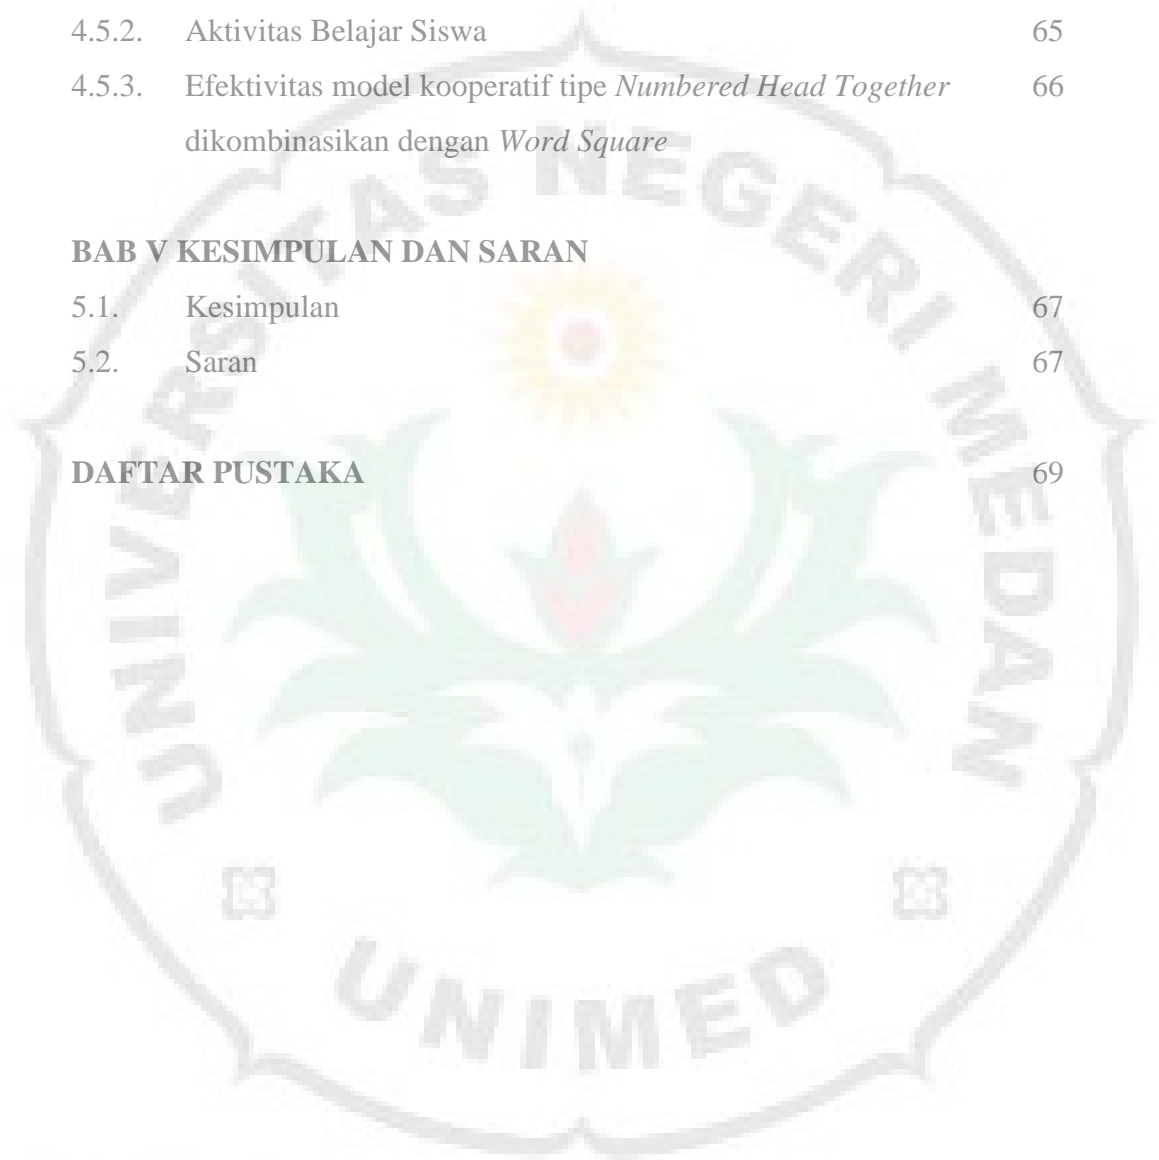 4.5.2. Aktivitas Belajar Siswa 65
4.5.3. Efektivitas model kooperatif tipe Numbered Head Together 66
dikombinasikan dengan Word Square
BAB V KESIMPULAN DAN SARAN
5.1. Kesimpulan 67
5.2. Saran 67
DAFTAR PUSTAKA 69
UNIVERSITAS NEGERI MEDAN
UNIMED